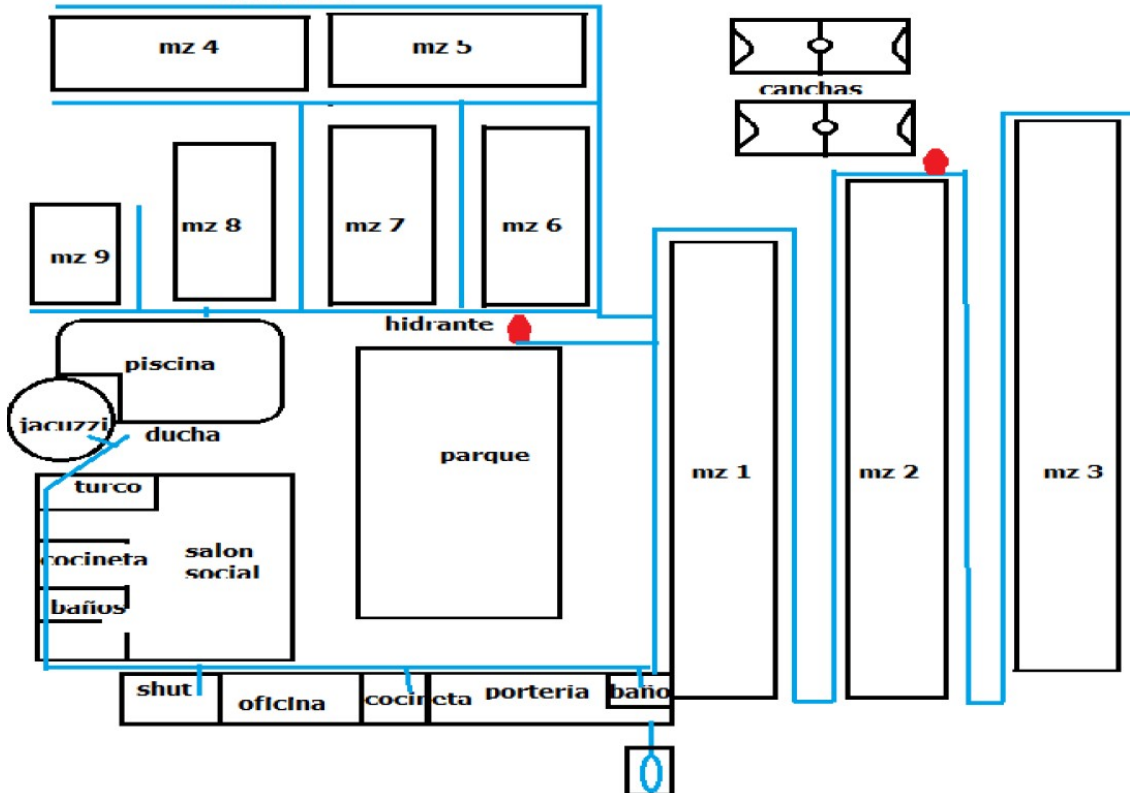 mz 4
mz 5
canchas
mz 9
mz 8
mz 7
mz 6
hidrante
piscina
jacuzzi
ducha
parque
mz 1
mz 2
mz 3
turco
cocineta
salon
social
baños
shut
oficina
cocineta
porteria
baño